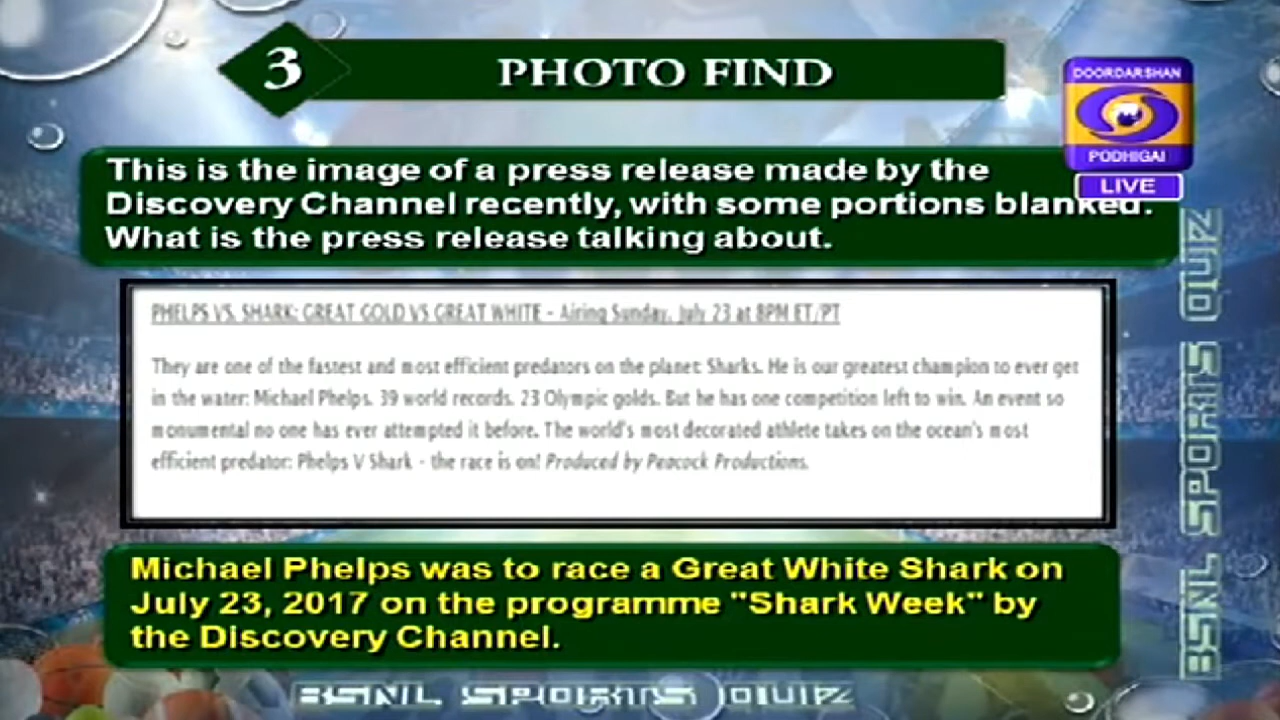 3
PHOTO FIND
DOORDARSHAN
PODHIGAI
LIVE
This is the image of a press release made by the
Discovery Channel recently, with some portions blanked.
What is the press release talking about.
PHELPS VS. SHARK: GREAT GOLD VS GREAT WHITE - Airing Sunday, July 23 at 8PM ET/PT
They are one of the fastest and most efficient predators on the planet: Sharks. He is our greatest champion to ever get
in the water: Michael Phelps. 39 world records. 23 Olympic golds. But he has one competition left to win. An event so
monumental no one has ever attempted it before. The world's most decorated athlete takes on the ocean's most
efficient predator: Phelps V Shark - the race is on! Produced by Peacock Productions.
Michael Phelps was to race a Great White Shark on
July 23, 2017 on the programme "Shark Week" by
the Discovery Channel.
BSNL SPORTS QUIZ
BSNL SPORTS QUIZ